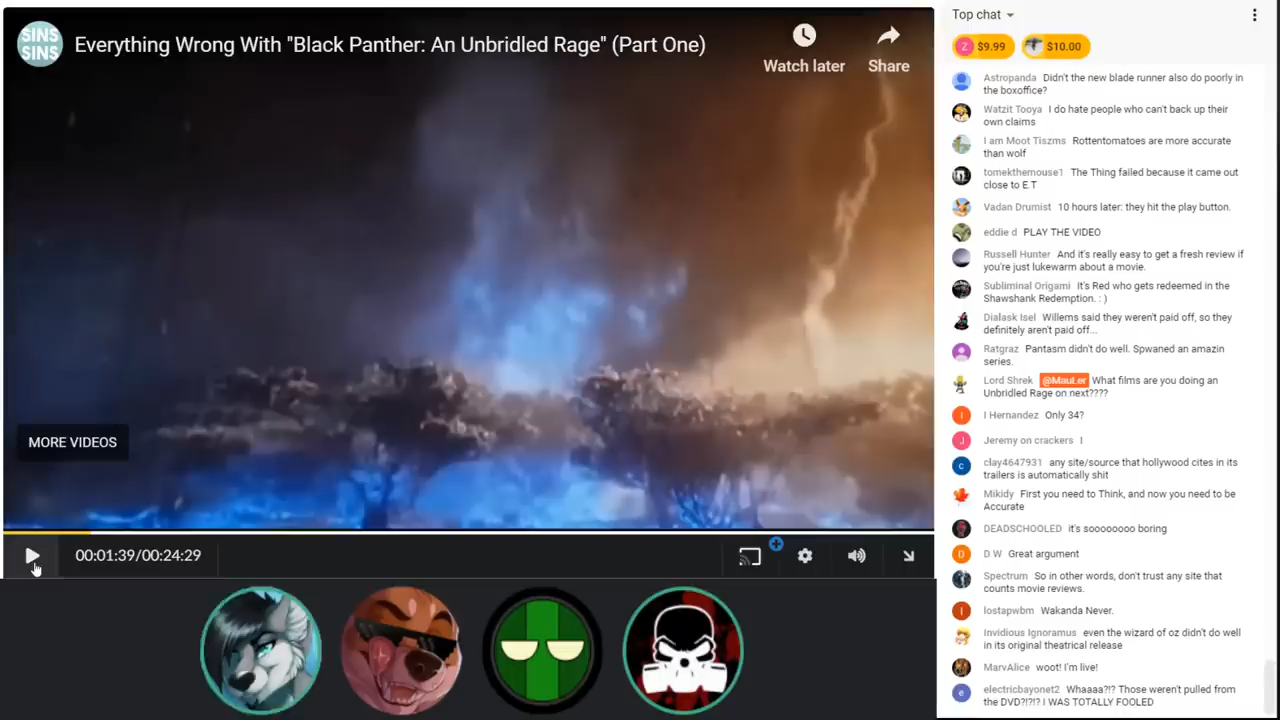 SINS
SINS
Everything Wrong With "Black Panther: An Unbridled Rage" (Part One)
Watch later
Share
MORE VIDEOS
00:01:39/00:24:29
Top chat
Z $9.99
$10.00
Astropanda Didn't the new blade runner also do poorly in
the boxoffice?
Watzit Tooya I do hate people who can't back up their
own claims
I am Moot Tiszms Rottentomatoes are more accurate
than wolf
tomekthemouse1 The Thing failed because it came out
close to E.T
Vadan Drumist 10 hours later: they hit the play button.
eddie d PLAY THE VIDEO
Russell Hunter And it's really easy to get a fresh review if
you're just lukewarm about a movie.
Subliminal Origami It's Red who gets redeemed in the
Shawshank Redemption. : )
Dialask Isel Willems said they weren't paid off, so they
definitely aren't paid off...
Ratgraz Pantasm didn't do well. Spwaned an amazin
series.
Lord Shrek @MauLer What films are you doing an
Unbridled Rage on next????
I
I Hernandez Only 34?
J
Jeremy on crackers I
c
clay4647931 any site/source that hollywood cites in its
trailers is automatically shit
Mikidy First you need to Think, and now you need to be
Accurate
DEADSCHOOLED it's sooooooooo boring
D
D W Great argument
Spectrum So in other words, don't trust any site that
counts movie reviews.
l
lostapwbm Wakanda Never.
Invidious Ignoramus even the wizard of oz didn't do well
in its original theatrical release
MarvAlice woot! I'm live!
e
electricbayonet2 Whaaaa?!? Those weren't pulled from
the DVD?!?!? I WAS TOTALLY FOOLED